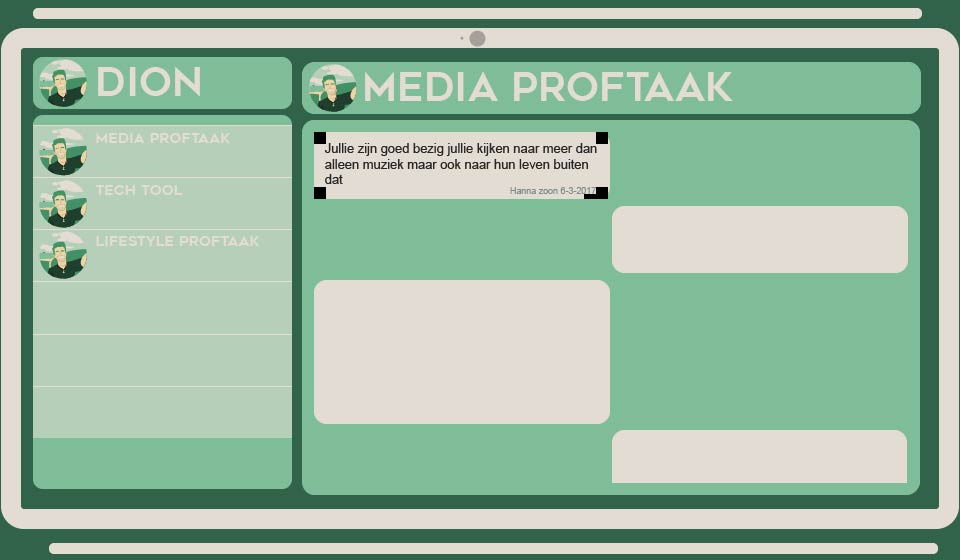 DION
MEDIA PROFTAAK
TECH TOOL
LIFESTYLE PROFTAAK
MEDIA PROFTAAK
Jullie zijn goed bezig jullie kijken naar meer dan
alleen muziek maar ook naar hun leven buiten
dat
Hanna zoon 6-3-2017